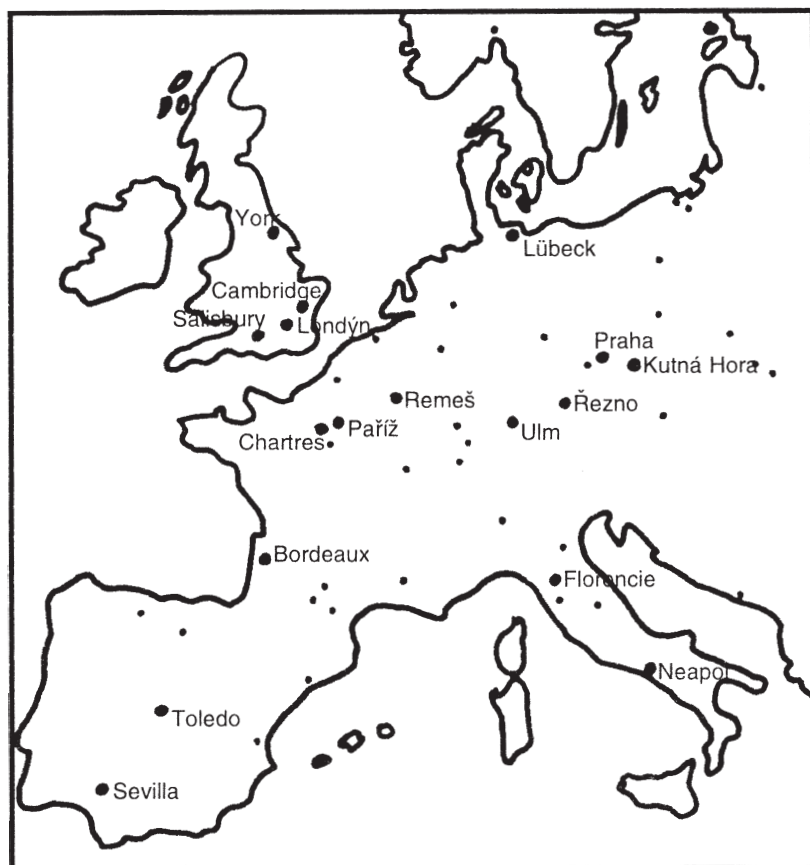 York
Lübeck
Cambridge
Salisbury
Londýn
Praha
Kutná Hora
Remeš
Řezno
Chartres
Paříž
Ulm
Bordeaux
Florencie
Neapol
Toledo
Sevilla